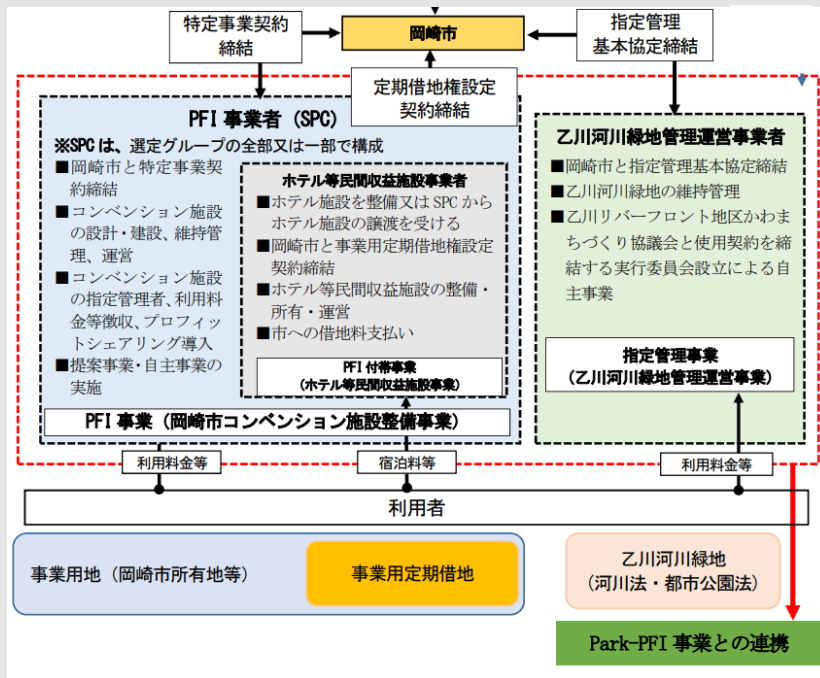 特定事業契約
締結
岡崎市
指定管理
基本協定締結
定期借地権設定
契約締結
PFI 事業者（SPC）
※SPC は、選定グループの全部又は一部で構成
■岡崎市と特定事業契
約締結
■コンベンション施設
の設計・建設、維持管
理、運営
■コンベンション施設
の指定管理者、利用料
金等徴収、プロフィッ
トシェアリング導入
■提案事業・自主事業の
実施
ホテル等民間収益施設事業者
■ホテル施設を整備又は SPC から
ホテル施設の譲渡を受ける
■岡崎市と事業用定期借地権設定
契約締結
■ホテル等民間収益施設の整備・
所有・運営
■市への借地料支払い
PFI 付帯事業
（ホテル等民間収益施設事業）
PFI 事業（岡崎市コンベンション施設整備事業）
乙川河川緑地管理運営事業者
■岡崎市と指定管理基本協定締結
■乙川河川緑地の維持管理
■乙川リバーフロント地区かわま
ちづくり協議会と使用契約を締
結する実行委員会設立による自
主事業
指定管理事業
（乙川河川緑地管理運営事業）
利用料金等
宿泊料等
利用料金等
利用者
事業用地（岡崎市所有地等）
事業用定期借地
乙川河川緑地
（河川法・都市公園法）
Park-PFI 事業との連携